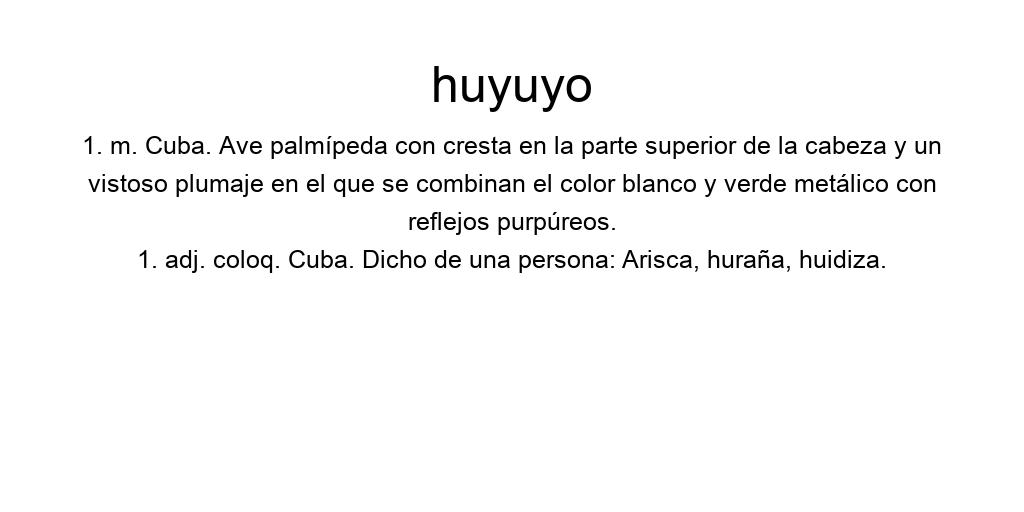 huyuyo
1. m. Cuba. Ave palmípeda con cresta en la parte superior de la cabeza y un
vistoso plumaje en el que se combinan el color blanco y verde metálico con
reflejos purpúreos.
1. adj. coloq. Cuba. Dicho de una persona: Arisca, huraña, huidiza.